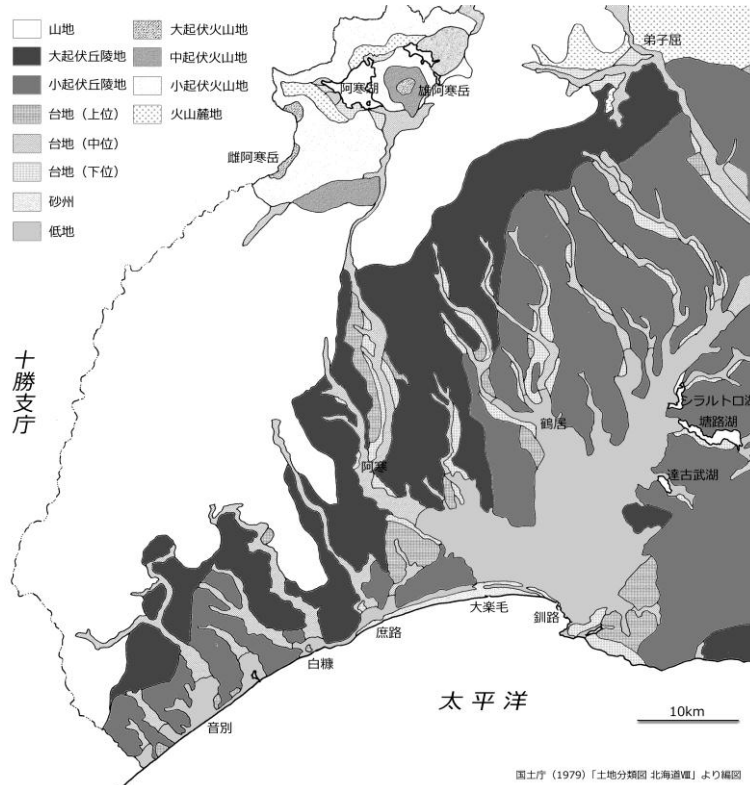 山地
大起伏丘陵地
小起伏丘陵地
台地（上位）
台地（中位）
台地（下位）
砂州
低地
大起伏火山地
中起伏火山地
小起伏火山地
火山麓地
弟子屈
阿寒湖
雄阿寒岳
雌阿寒岳
十勝支庁
シラルトロ湖
塘路湖
鶴居
達古武湖
阿寒
大楽毛
釧路
庶路
白糠
音別
太平洋
10km
国土庁（1979）「土地分類図 北海道Ⅷ」より編図